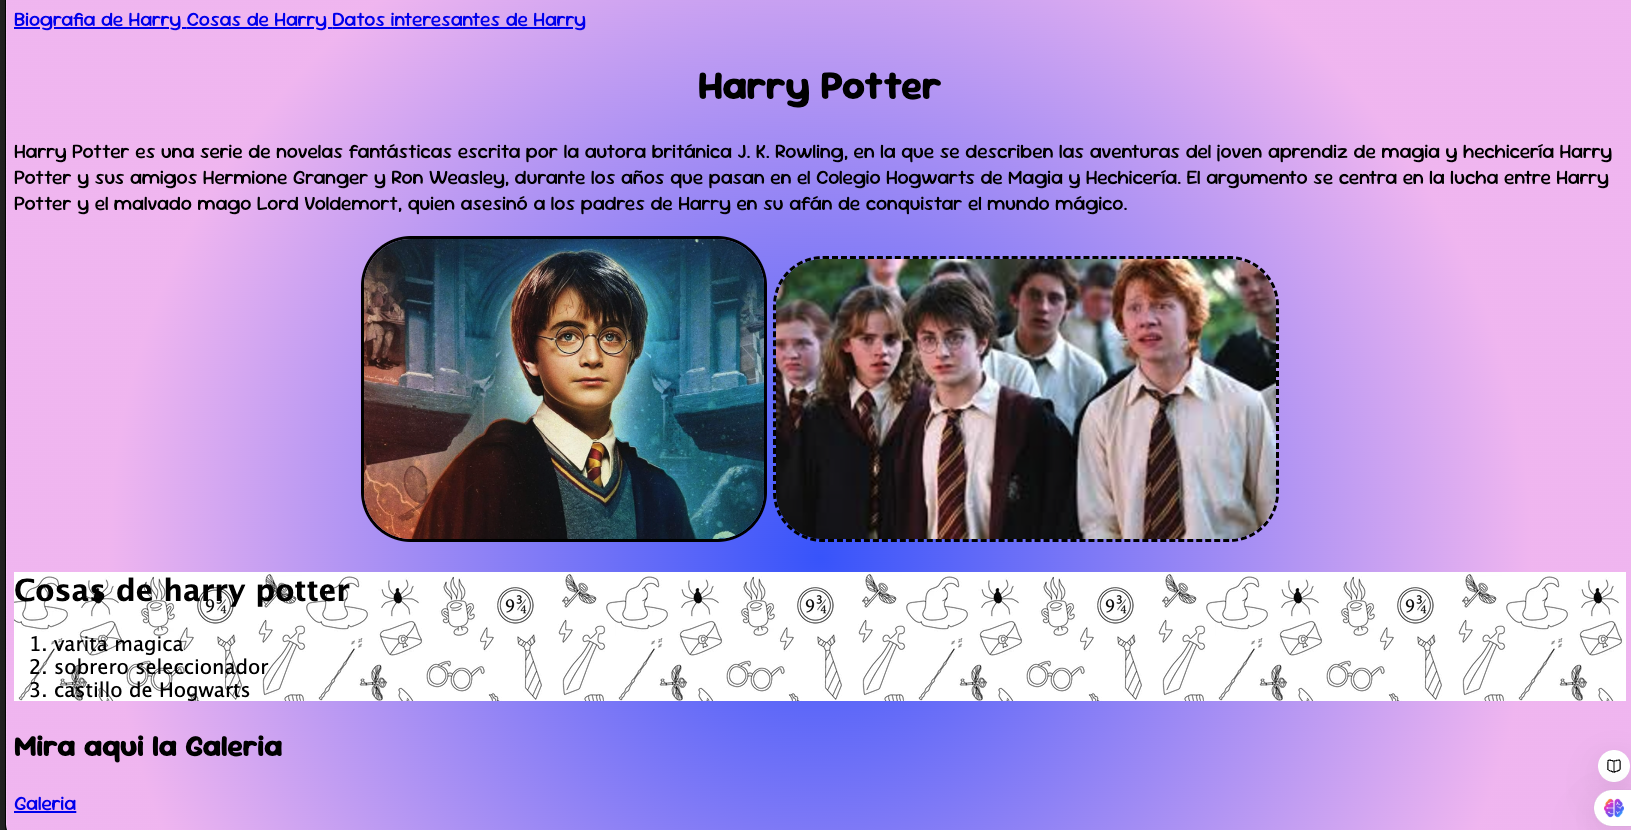 Biografia de Harry Cosas de Harry Datos interesantes de Harry
Harry Potter
Harry Potter es una serie de novelas fantásticas escrita por la autora británica J. K. Rowling, en la que se describen las aventuras del joven aprendiz de magia y hechicería Harry
Potter y sus amigos Hermione Granger y Ron Weasley, durante los años que pasan en el Colegio Hogwarts de Magia y Hechicería. El argumento se centra en la lucha entre Harry
Potter y el malvado mago Lord Voldemort, quien asesinó a los padres de Harry en su afán de conquistar el mundo mágico.
Cosas de harry potter
9 3/4 9 3/4 9 3/4 9 3/4 9 3/4
1. varita magica
2. sobrero seleccionador
3. castillo de Hogwarts
Mira aqui la Galeria
Galeria